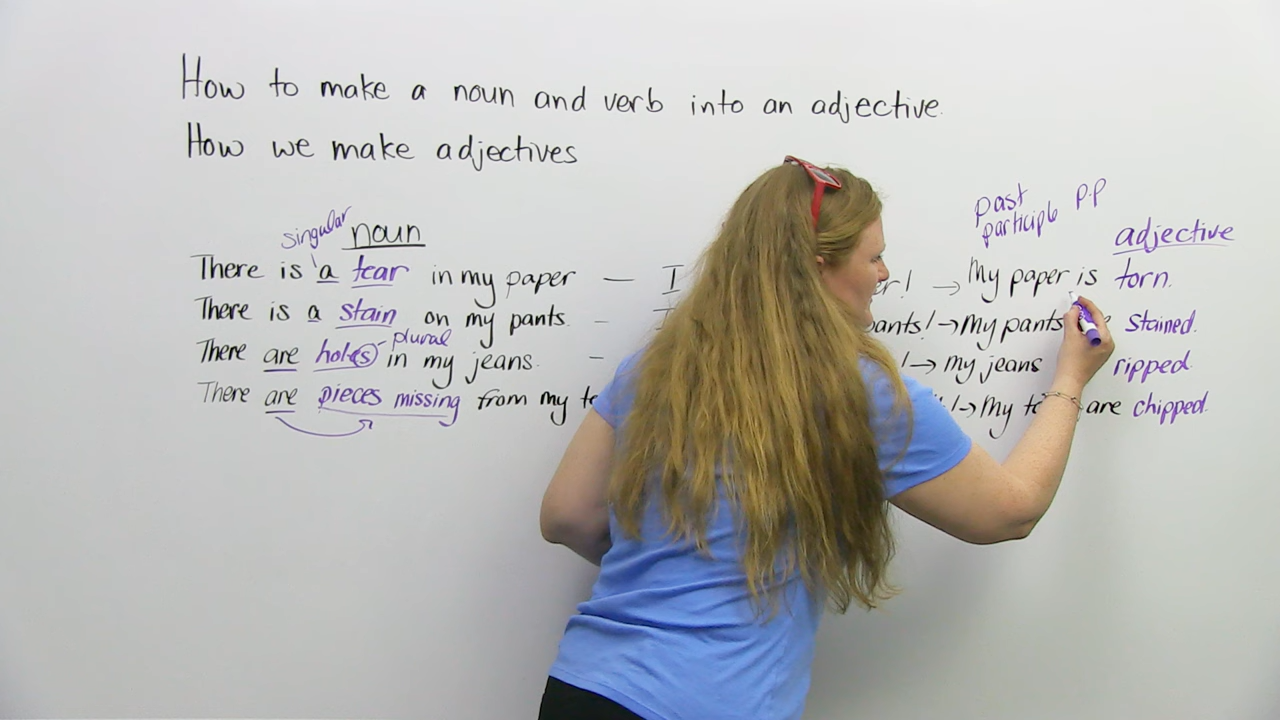 How to make a noun and verb into an adjective.
How we make adjectives
singular noun
past participle p.p
adjective
There is a tear in my paper — I ! → My paper is torn.
There is a stain on my pants. – pants! → My pants stained.
plural
There are holes in my jeans. – ! → my jeans ripped.
There are pieces missing from my ! → My are chipped.